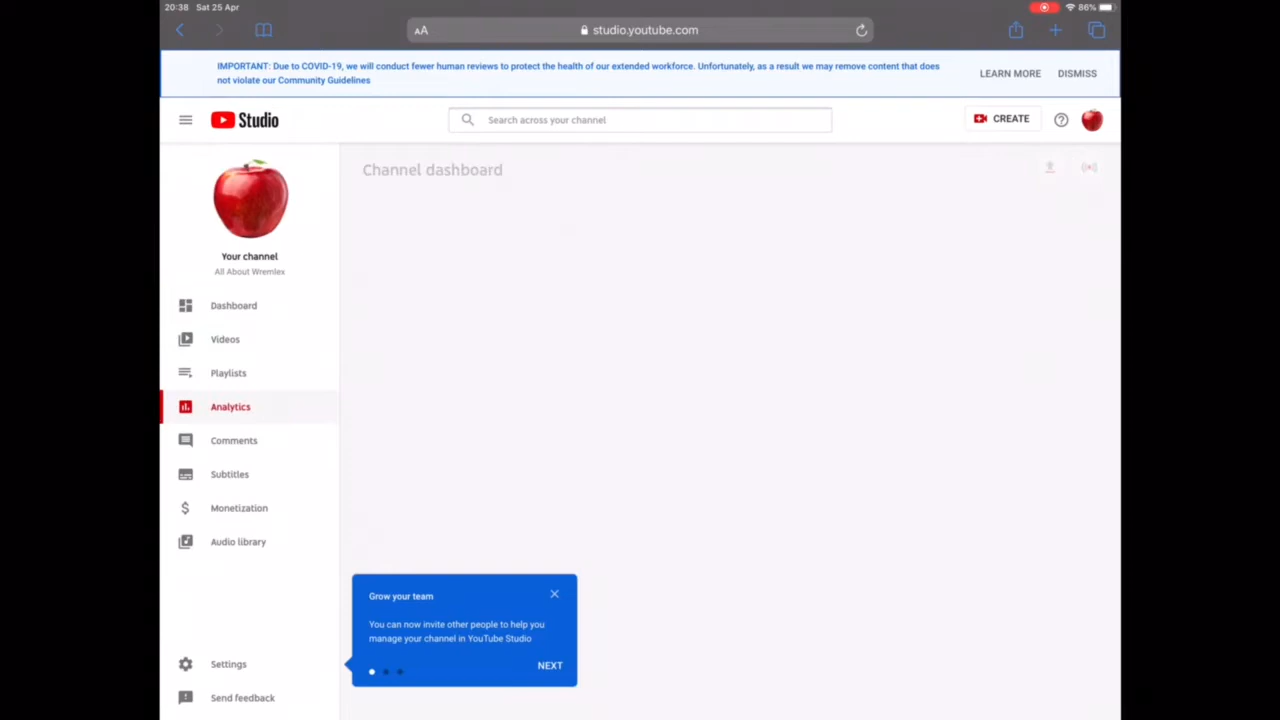 20:38 Sat 25 Apr
86%
AA
studio.youtube.com
IMPORTANT: Due to COVID-19, we will conduct fewer human reviews to protect the health of our extended workforce. Unfortunately, as a result we may remove content that does
not violate our Community Guidelines
LEARN MORE
DISMISS
Studio
Search across your channel
CREATE
Channel dashboard
Your channel
All About Wremlex
Dashboard
Videos
Playlists
Analytics
Comments
Subtitles
Monetization
Audio library
Grow your team
You can now invite other people to help you
manage your channel in YouTube Studio
NEXT
Settings
Send feedback